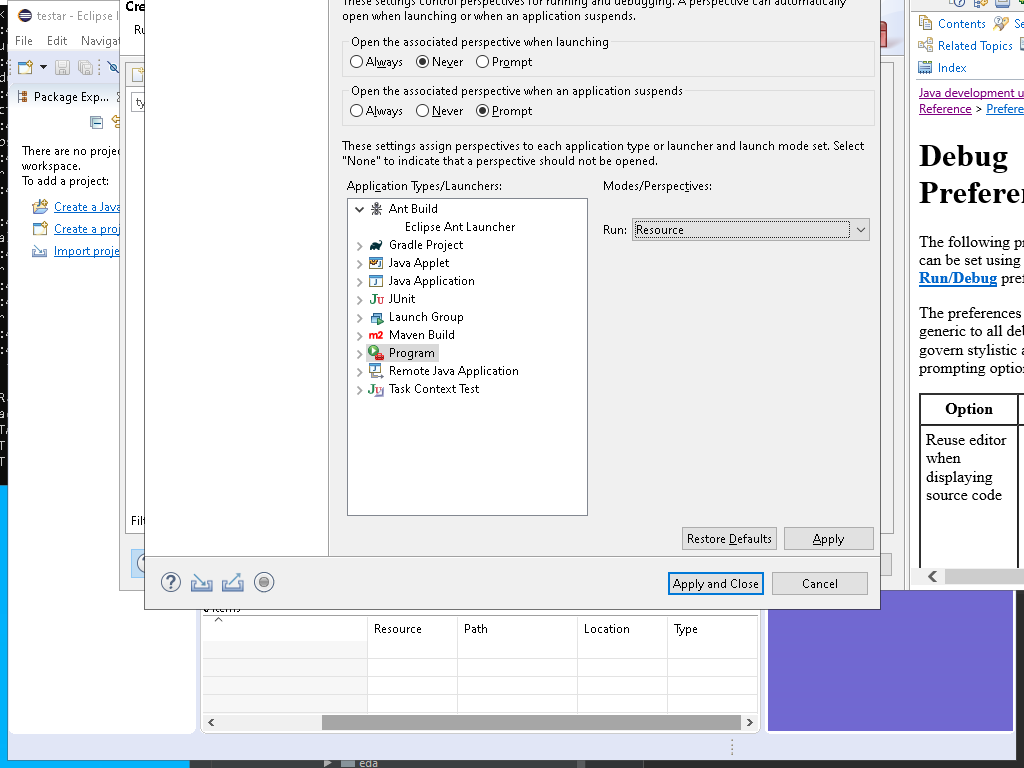 testar - Eclipse I
File Edit Navigat
Package Exp...
There are no projec
workspace.
To add a project:
Create a Java
Create a proj
Import proje
Cre
Ru
ty
Filt
These settings control perspectives for running and debugging. A perspective can automatically
open when launching or when an application suspends.
Open the associated perspective when launching
Always Never Prompt
Open the associated perspective when an application suspends
Always Never Prompt
These settings assign perspectives to each application type or launcher and launch mode set. Select
"None" to indicate that a perspective should not be opened.
Application Types/Launchers:
Modes/Perspectives:
Ant Build
Eclipse Ant Launcher
Gradle Project
Java Applet
Java Application
JUnit
Launch Group
Maven Build
Program
Remote Java Application
Task Context Test
Run: Resource
Restore Defaults Apply
Apply and Close Cancel
0 items
Resource Path Location Type
eda
Contents Se
Related Topics
Index
Java development u
Reference > Prefere
Debug
Preferen
The following pr
can be set using
Run/Debug pref
The preferences
generic to all deb
govern stylistic a
prompting option
Option
Reuse editor
when
displaying
source code